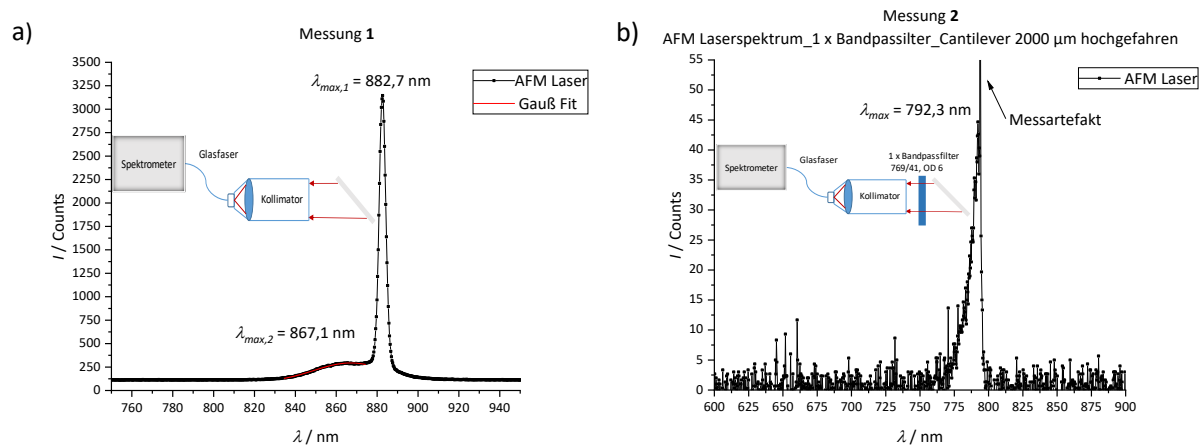 a)
Messung 1
3500
3250
3000
2750
2500
2250
2000
1750
1500
1250
1000
750
500
250
0
I / Counts
λmax,1 = 882,7 nm
AFM Laser
Gauß Fit
Spektrometer
Glasfaser
Kollimator
λmax,2 = 867,1 nm
760 780 800 820 840 860 880 900 920 940
λ / nm
b)
Messung 2
AFM Laserspektrum_1 x Bandpassilter_Cantilever 2000 µm hochgefahren
55
50
45
40
35
30
25
20
15
10
5
0
I / Counts
AFM Laser
λmax = 792,3 nm
Messartefakt
Spektrometer
Glasfaser
1 x Bandpassfilter
769/41, OD 6
Kollimator
600 625 650 675 700 725 750 775 800 825 850 875 900
λ / nm